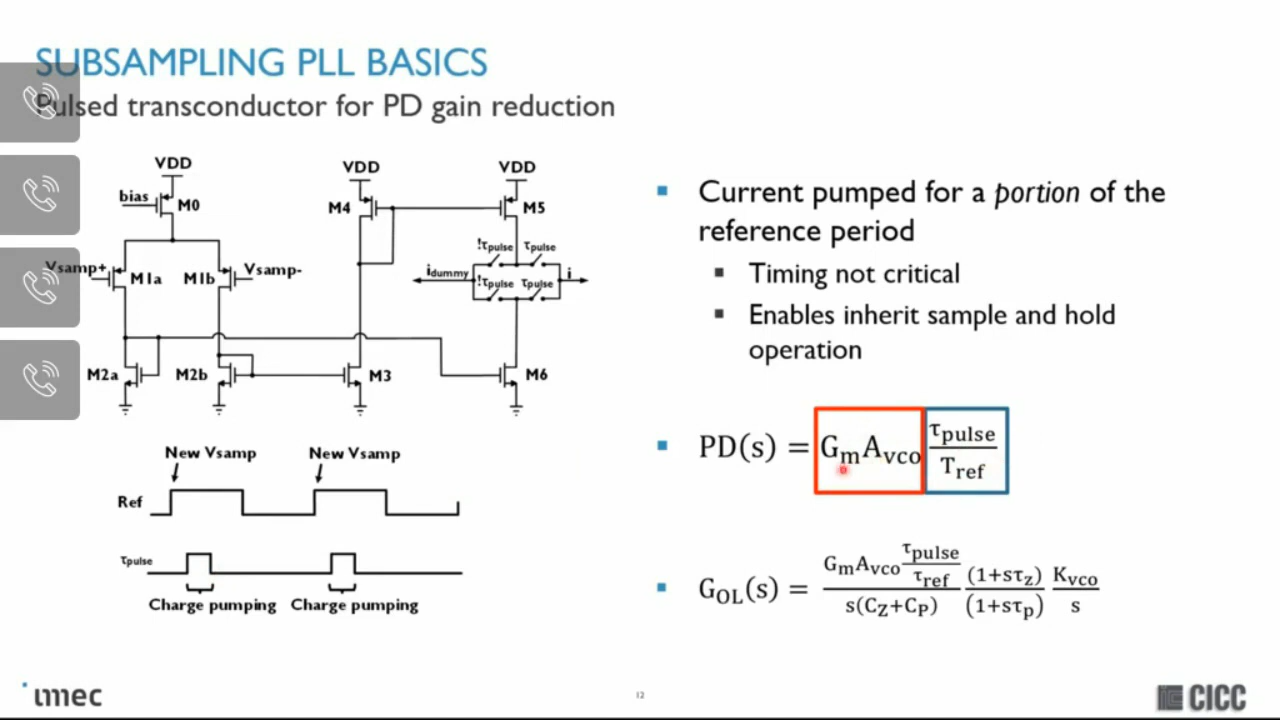 SUBSAMPLING PLL BASICS
Pulsed transconductor for PD gain reduction
VDD
VDD
VDD
bias
M0
M4
M5
!τpulse
τpulse
Vsamp+
M1a
M1b
Vsamp-
idummy
!τpulse
τpulse
i
M2a
M2b
M3
M6
New Vsamp
New Vsamp
Ref
τpulse
Charge pumping
Charge pumping
Current pumped for a portion of the
reference period
Timing not critical
Enables inherit sample and hold
operation
PD(s) = GmAvco τpulse/Tref
GOL(s) = GmAvco τpulse/τref / s(CZ+CP) (1+sτz)/(1+sτp) Kvco/s
imec
12
CICC